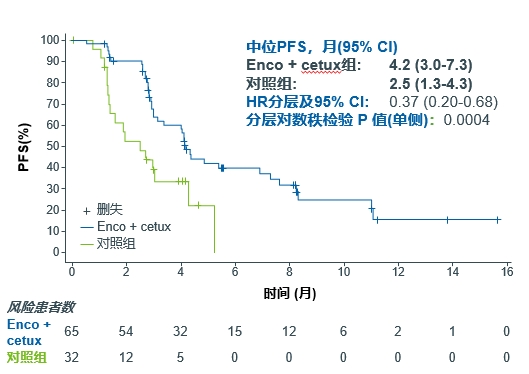 中位PFS，月(95% CI)
Enco + cetux组: 4.2 (3.0-7.3)
对照组: 2.5 (1.3-4.3)
HR分层及95% CI: 0.37 (0.20-0.68)
分层对数秩检验 P 值(单侧): 0.0004
PFS(%)
100
90
80
70
60
50
40
30
20
10
0
删失
Enco + cetux
对照组
0 2 4 6 8 10 12 14 16
时间 (月)
风险患者数
Enco +
cetux 65 54 32 15 12 6 2 1 0
对照组 32 12 5 0 0 0 0 0 0